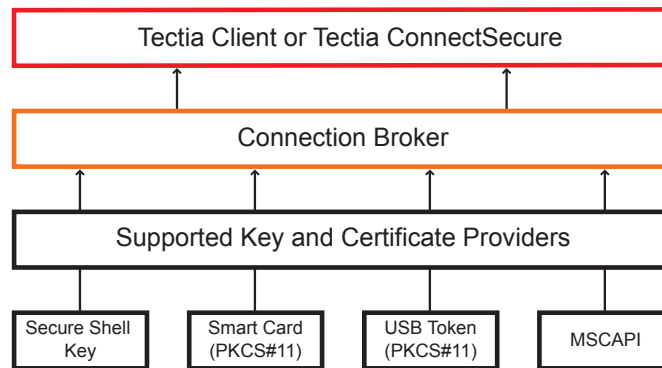 Tectia Client or Tectia ConnectSecure
Connection Broker
Supported Key and Certificate Providers
Secure Shell
Key
Smart Card
(PKCS#11)
USB Token
(PKCS#11)
MSCAPI